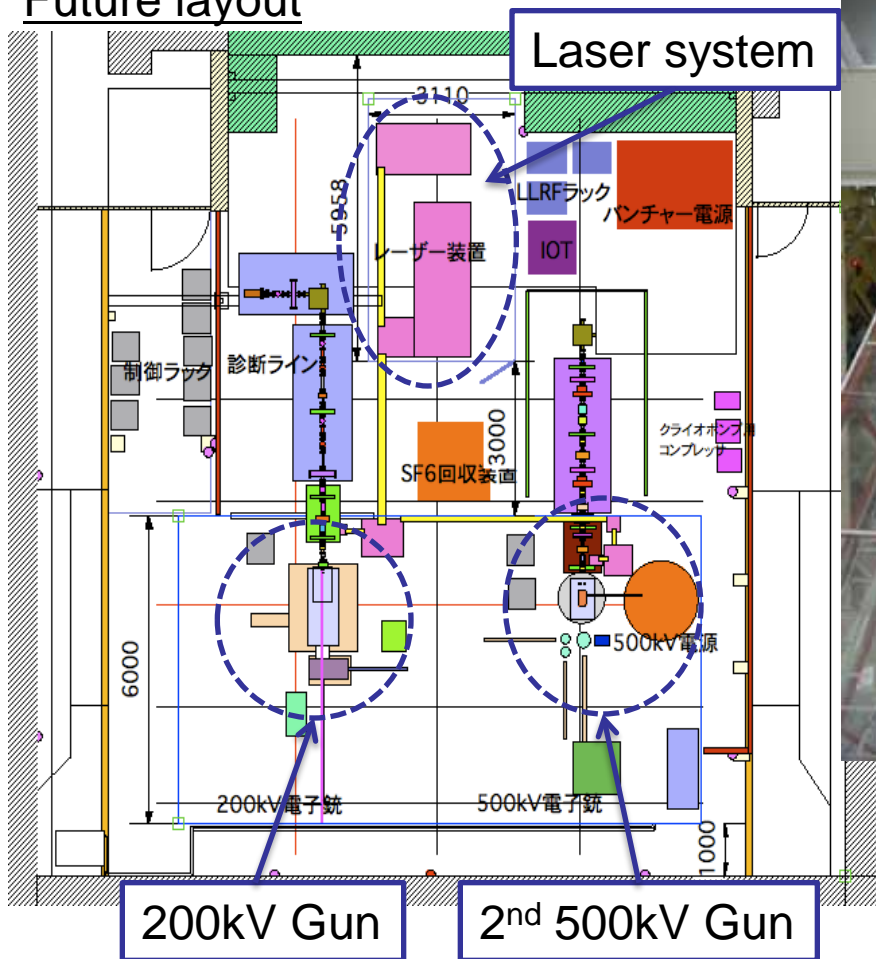 Future layout
Laser system
3110
5958
LLRFラック
バンチャー電源
レーザー装置
IOT
制御ラック
診断ライン
3000
クライオポンプ用
コンプレッサ
SF6回収装置
6000
500kV電源
200kV電子銃
500kV電子銃
1000
200kV Gun
2nd 500kV Gun